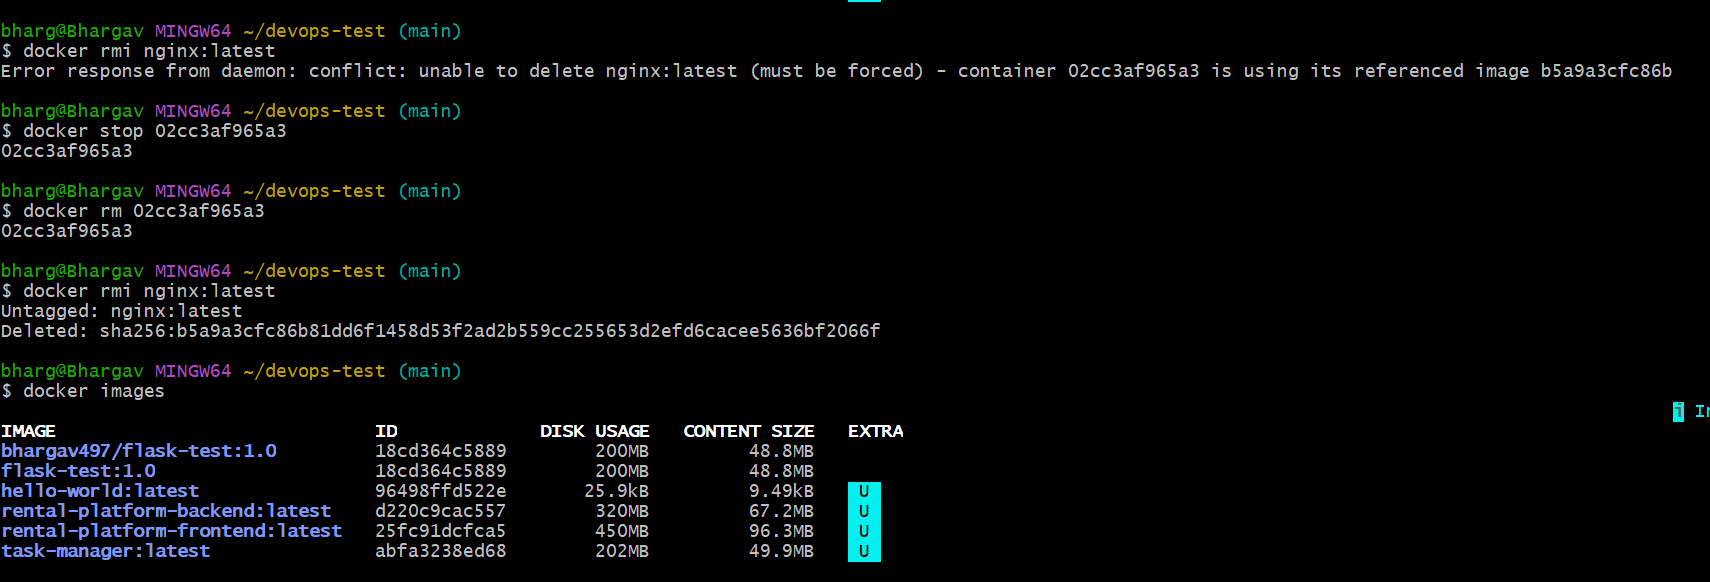 bharg@Bhargav MINGW64 ~/devops-test (main)
$ docker rmi nginx:latest
Error response from daemon: conflict: unable to delete nginx:latest (must be forced) - container 02cc3af965a3 is using its referenced image b5a9a3cfc86b
bharg@Bhargav MINGW64 ~/devops-test (main)
$ docker stop 02cc3af965a3
02cc3af965a3
bharg@Bhargav MINGW64 ~/devops-test (main)
$ docker rm 02cc3af965a3
02cc3af965a3
bharg@Bhargav MINGW64 ~/devops-test (main)
$ docker rmi nginx:latest
Untagged: nginx:latest
Deleted: sha256:b5a9a3cfc86b81dd6f1458d53f2ad2b559cc255653d2efd6cacee5636bf2066f
bharg@Bhargav MINGW64 ~/devops-test (main)
$ docker images
i
IMAGE ID DISK USAGE CONTENT SIZE EXTRA
bhargav497/flask-test:1.0 18cd364c5889 200MB 48.8MB
flask-test:1.0 18cd364c5889 200MB 48.8MB
hello-world:latest 96498ffd522e 25.9kB 9.49kB U
rental-platform-backend:latest d220c9cac557 320MB 67.2MB U
rental-platform-frontend:latest 25fc91dcfca5 450MB 96.3MB U
task-manager:latest abfa3238ed68 202MB 49.9MB U